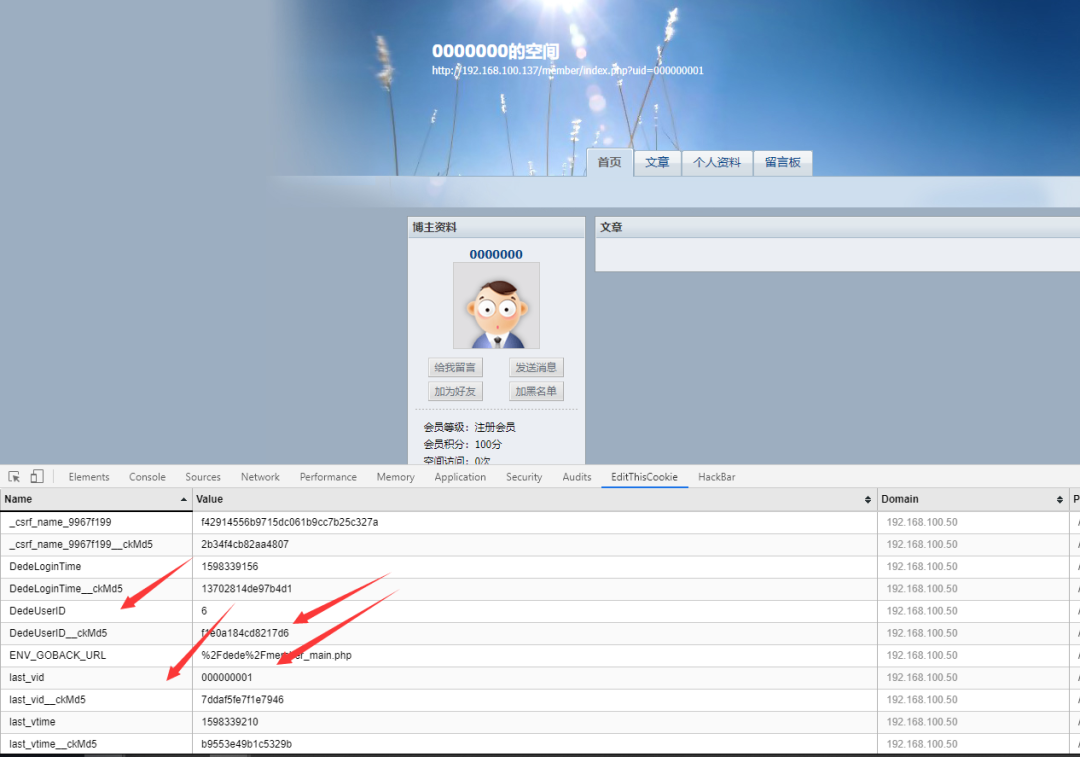 0000000的空间
http://192.168.100.137/member/index.php?uid=000000001
首页 文章 个人资料 留言板
博主资料
文章
0000000
给我留言 发送消息
加为好友 加黑名单
会员等级：注册会员
会员积分：100分
空间访问：0次
Elements Console Sources Network Performance Memory Application Security Audits EditThisCookie HackBar
Name Value Domain P
_csrf_name_9967f199 f42914556b9715dc061b9cc7b25c327a 192.168.100.50
_csrf_name_9967f199__ckMd5 2b34f4cb82aa4807 192.168.100.50
DedeLoginTime 1598339156 192.168.100.50
DedeLoginTime__ckMd5 13702814de97b4d1 192.168.100.50
DedeUserID 6 192.168.100.50
DedeUserID__ckMd5 f1e0a184cd8217d6 192.168.100.50
ENV_GOBACK_URL %2Fdede%2Fmember_main.php 192.168.100.50
last_vid 000000001 192.168.100.50
last_vid__ckMd5 7ddaf5fe7f1e7946 192.168.100.50
last_vtime 1598339210 192.168.100.50
last_vtime__ckMd5 b9553e49b1c5329b 192.168.100.50